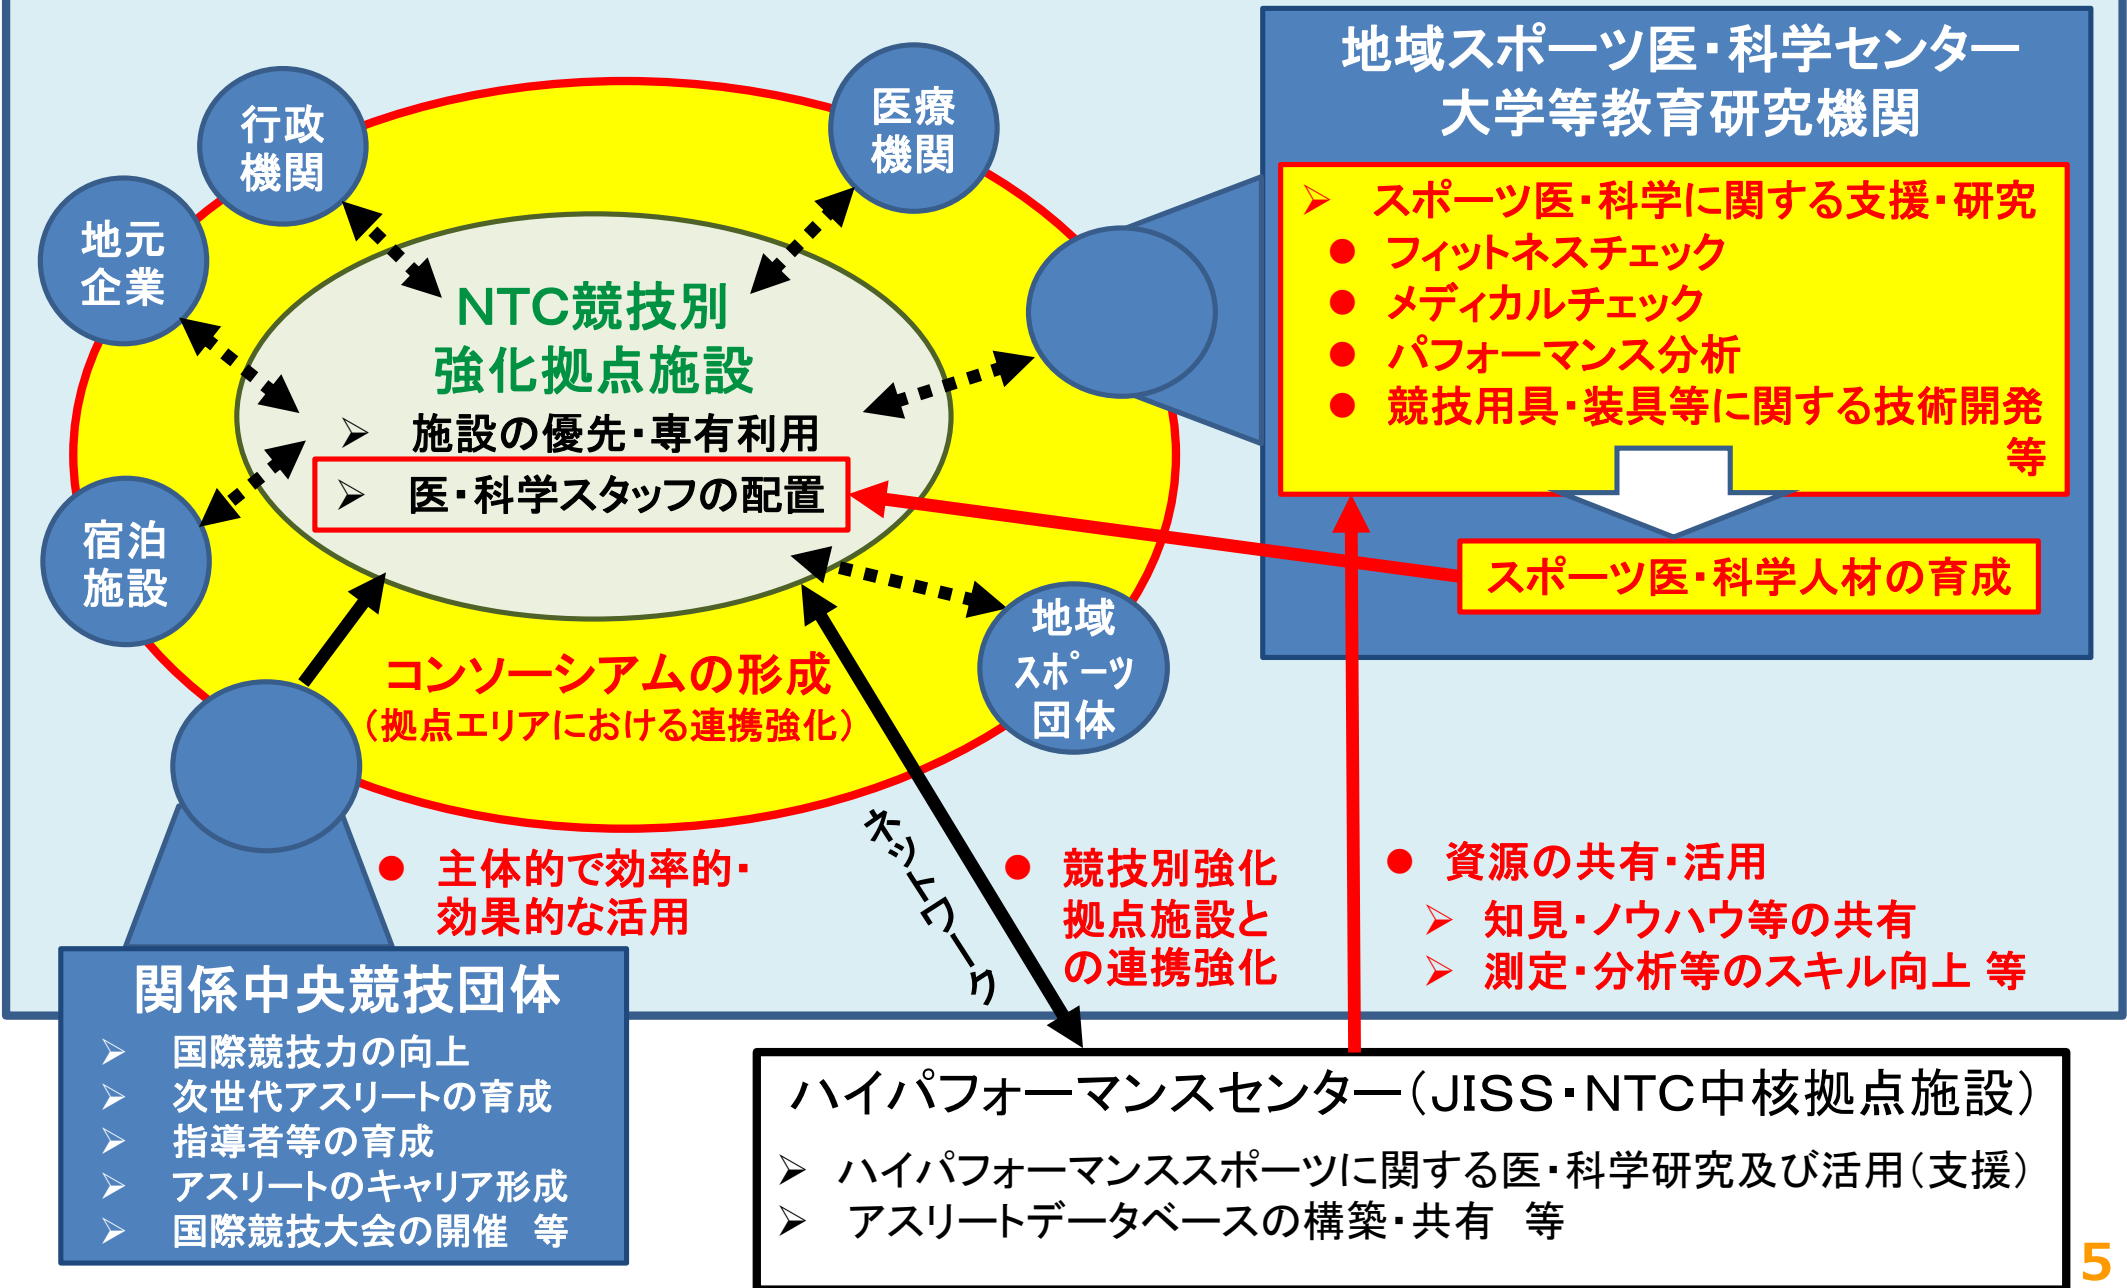 地域スポーツ医・科学センター
大学等教育研究機関
➢ スポーツ医・科学に関する支援・研究
● フィットネスチェック
● メディカルチェック
● パフォーマンス分析
● 競技用具・装具等に関する技術開発
等
スポーツ医・科学人材の育成
行政
機関
医療
機関
地元
企業
宿泊
施設
地域
スポーツ
団体
NTC競技別
強化拠点施設
➢ 施設の優先・専有利用
➢ 医・科学スタッフの配置
コンソーシアムの形成
（拠点エリアにおける連携強化）
● 主体的で効率的・
効果的な活用
ネットワーク
● 競技別強化
拠点施設と
の連携強化
● 資源の共有・活用
➢ 知見・ノウハウ等の共有
➢ 測定・分析等のスキル向上 等
関係中央競技団体
➢ 国際競技力の向上
➢ 次世代アスリートの育成
➢ 指導者等の育成
➢ アスリートのキャリア形成
➢ 国際競技大会の開催 等
ハイパフォーマンスセンター（JISS・NTC中核拠点施設）
➢ ハイパフォーマンススポーツに関する医・科学研究及び活用（支援）
➢ アスリートデータベースの構築・共有 等
5